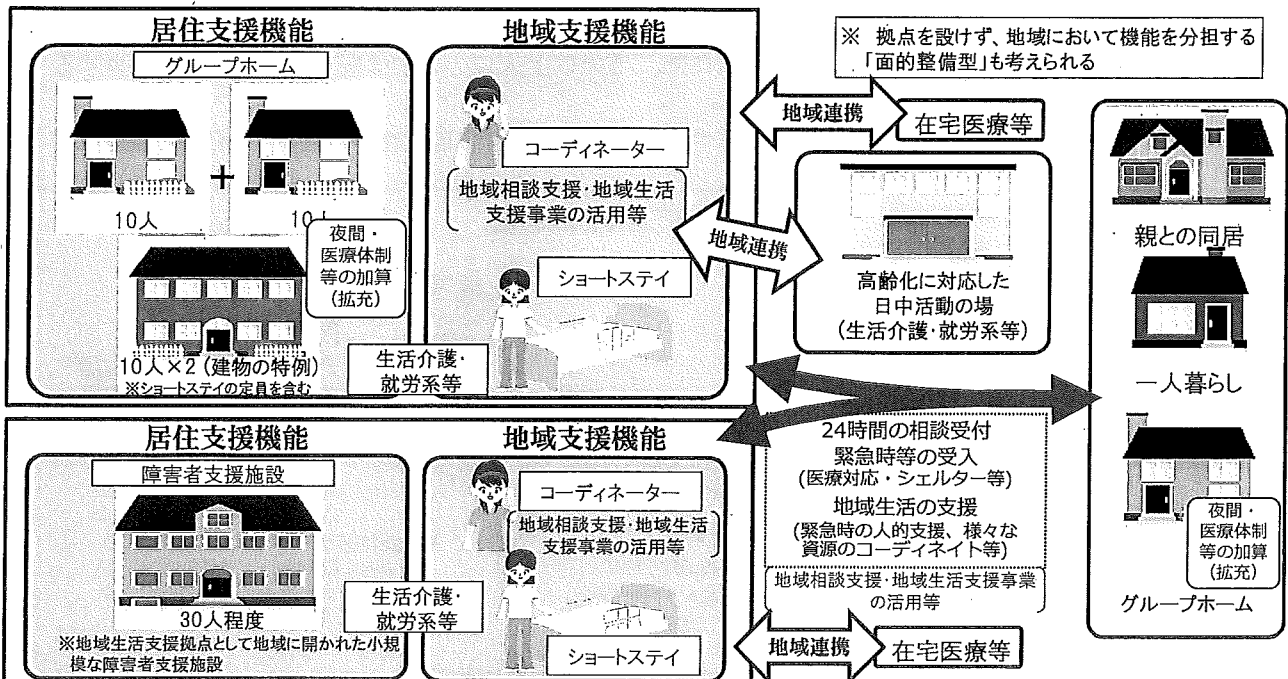 居住支援機能
グループホーム
10人
+
10人
夜間・
医療体制
等の加算
(拡充)
10人×2 (建物の特例)
※ショートステイの定員を含む
生活介護・
就労系等
地域支援機能
コーディネーター
地域相談支援・地域生活
支援事業の活用等
ショートステイ
地域連携
在宅医療等
地域連携
高齢化に対応した
日中活動の場
(生活介護・就労系等)
※ 拠点を設けず、地域において機能を分担する
「面的整備型」も考えられる
親との同居
一人暮らし
夜間・
医療体制
等の加算
(拡充)
グループホーム
24時間の相談受付
緊急時等の受入
(医療対応・シェルター等)
地域生活の支援
(緊急時の人的支援、様々な
資源のコーディネイト等)
地域相談支援・地域生活支援事業
の活用等
居住支援機能
障害者支援施設
30人程度
※地域生活支援拠点として地域に開かれた小規
模な障害者支援施設
生活介護・
就労系等
地域支援機能
コーディネーター
地域相談支援・地域生活
支援事業の活用等
ショートステイ
地域連携
在宅医療等